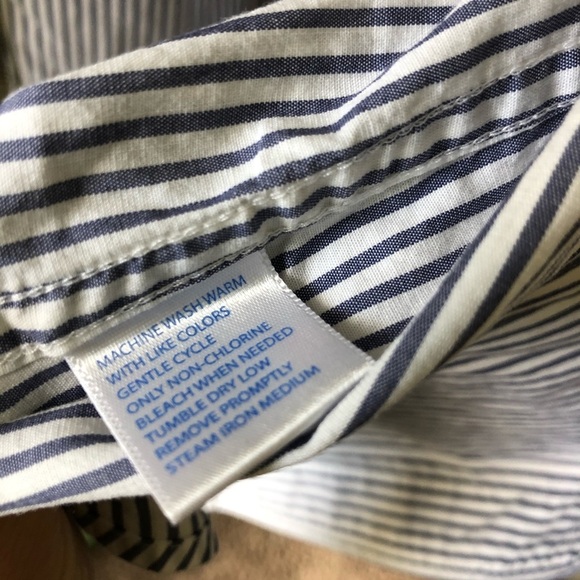 MACHINE WASH WARM
WITH LIKE COLORS
GENTLE CYCLE
ONLY NON-CHLORINE
BLEACH WHEN NEEDED
TUMBLE DRY LOW
REMOVE PROMPTLY
STEAM IRON MEDIUM